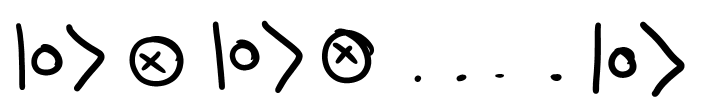 |0⟩ ⊗ |0⟩ ⊗ . . . . |0⟩